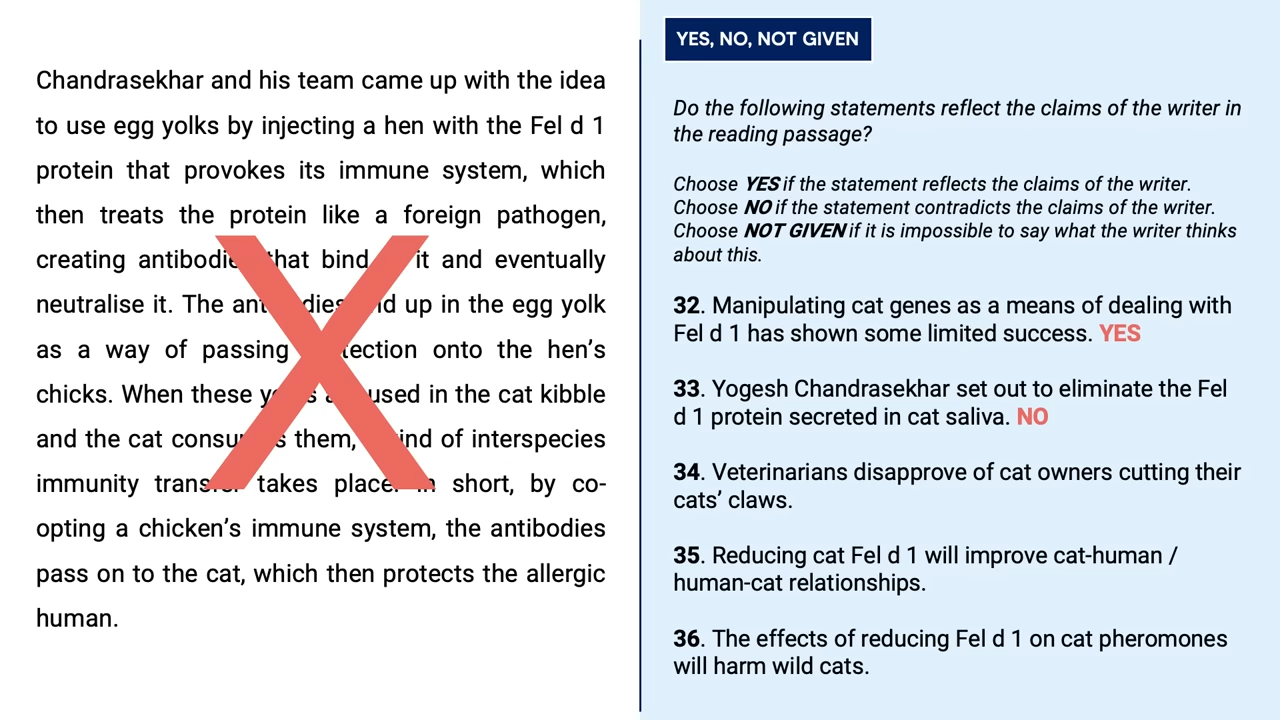 Chandrasekhar and his team came up with the idea
to use egg yolks by injecting a hen with the Fel d 1
protein that provokes its immune system, which
then treats the protein like a foreign pathogen,
creating antibodies that bind it and eventually
neutralise it. The antibodies end up in the egg yolk
as a way of passing protection onto the hen's
chicks. When these yolks are used in the cat kibble
and the cat consumes them, kind of interspecies
immunity transfer takes place. In short, by co-
opting a chicken's immune system, the antibodies
pass on to the cat, which then protects the allergic
human.
YES, NO, NOT GIVEN
Do the following statements reflect the claims of the writer in
the reading passage?
Choose YES if the statement reflects the claims of the writer.
Choose NO if the statement contradicts the claims of the writer.
Choose NOT GIVEN if it is impossible to say what the writer thinks
about this.
32. Manipulating cat genes as a means of dealing with
Fel d 1 has shown some limited success. YES
33. Yogesh Chandrasekhar set out to eliminate the Fel
d 1 protein secreted in cat saliva. NO
34. Veterinarians disapprove of cat owners cutting their
cats' claws.
35. Reducing cat Fel d 1 will improve cat-human /
human-cat relationships.
36. The effects of reducing Fel d 1 on cat pheromones
will harm wild cats.